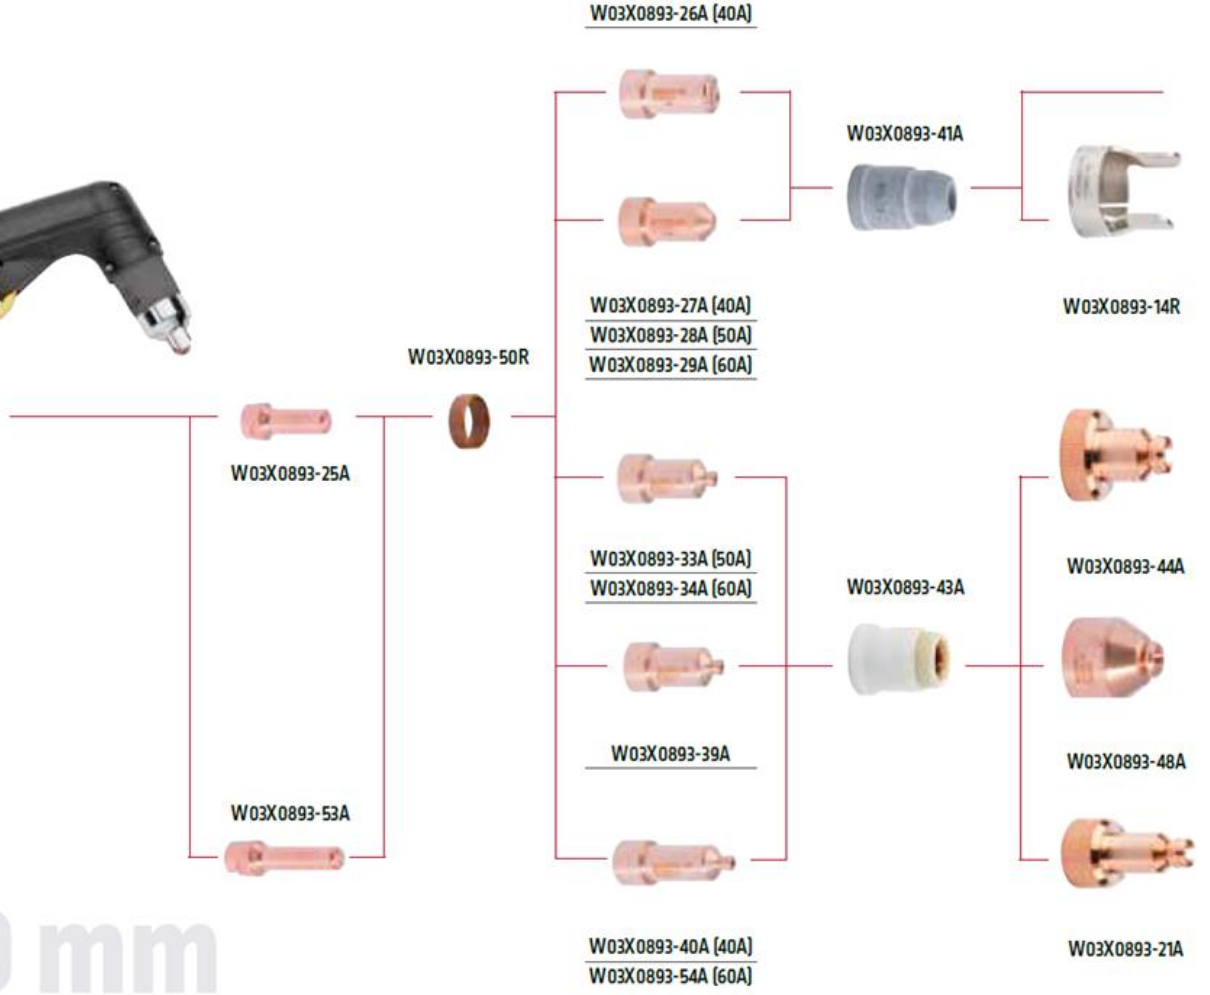 W03X0893-26A (40A)
W03X0893-41A
W03X0893-27A (40A)
W03X0893-28A (50A)
W03X0893-29A (60A)
W03X0893-14R
W03X0893-50R
W03X0893-25A
W03X0893-33A (50A)
W03X0893-34A (60A)
W03X0893-44A
W03X0893-43A
W03X0893-39A
W03X0893-48A
W03X0893-53A
W03X0893-40A (40A)
W03X0893-54A (60A)
W03X0893-21A
mm